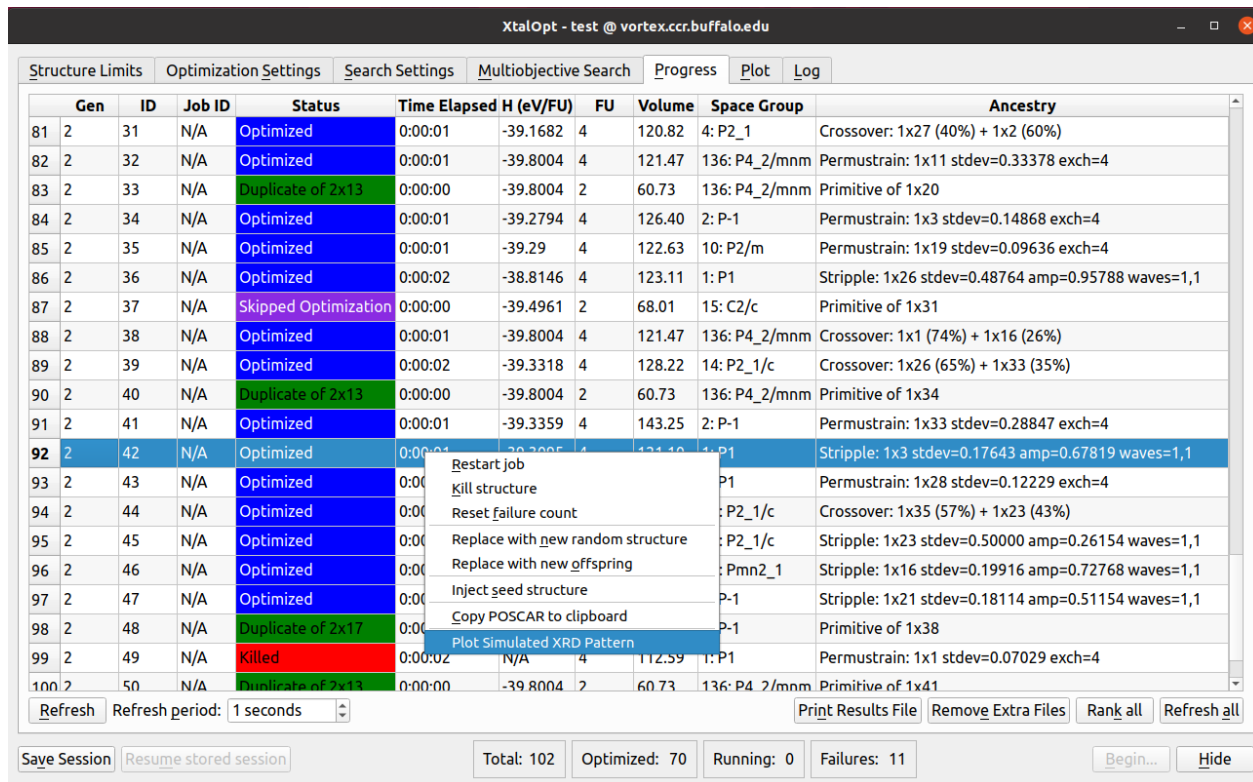 XtalOpt - test @ vortex.ccr.buffalo.edu
Structure Limits Optimization Settings Search Settings Multiobjective Search Progress Plot Log
Gen ID Job ID Status Time Elapsed H (eV/FU) FU Volume Space Group Ancestry
81 2 31 N/A Optimized 0:00:01 -39.1682 4 120.82 4: P2_1 Crossover: 1x27 (40%) + 1x2 (60%)
82 2 32 N/A Optimized 0:00:01 -39.8004 4 121.47 136: P4_2/mnm Permustrain: 1x11 stdev=0.33378 exch=4
83 2 33 N/A Duplicate of 2x13 0:00:00 -39.8004 2 60.73 136: P4_2/mnm Primitive of 1x20
84 2 34 N/A Optimized 0:00:01 -39.2794 4 126.40 2: P-1 Permustrain: 1x3 stdev=0.14868 exch=4
85 2 35 N/A Optimized 0:00:01 -39.29 4 122.63 10: P2/m Permustrain: 1x19 stdev=0.09636 exch=4
86 2 36 N/A Optimized 0:00:02 -38.8146 4 123.11 1: P1 Stripple: 1x26 stdev=0.48764 amp=0.95788 waves=1,1
87 2 37 N/A Skipped Optimization 0:00:00 -39.4961 2 68.01 15: C2/c Primitive of 1x31
88 2 38 N/A Optimized 0:00:01 -39.8004 4 121.47 136: P4_2/mnm Crossover: 1x1 (74%) + 1x16 (26%)
89 2 39 N/A Optimized 0:00:02 -39.3318 4 128.22 14: P2_1/c Crossover: 1x26 (65%) + 1x33 (35%)
90 2 40 N/A Duplicate of 2x13 0:00:00 -39.8004 2 60.73 136: P4_2/mnm Primitive of 1x34
91 2 41 N/A Optimized 0:00:01 -39.3359 4 143.25 2: P-1 Permustrain: 1x33 stdev=0.28847 exch=4
92 2 42 N/A Optimized Stripple: 1x3 stdev=0.17643 amp=0.67819 waves=1,1
Restart job
93 2 43 N/A Optimized Kill structure P1 Permustrain: 1x28 stdev=0.12229 exch=4
94 2 44 N/A Optimized Reset failure count : P2_1/c Crossover: 1x35 (57%) + 1x23 (43%)
95 2 45 N/A Optimized Replace with new random structure : P2_1/c Stripple: 1x23 stdev=0.50000 amp=0.26154 waves=1,1
96 2 46 N/A Optimized Replace with new offspring : Pmn2_1 Stripple: 1x16 stdev=0.19916 amp=0.72768 waves=1,1
97 2 47 N/A Optimized Inject seed structure P-1 Stripple: 1x21 stdev=0.18114 amp=0.51154 waves=1,1
Copy POSCAR to clipboard
98 2 48 N/A Duplicate of 2x17 P-1 Primitive of 1x38
Plot Simulated XRD Pattern
99 2 49 N/A Killed 0:00:02 N/A 4 112.59 1: P1 Permustrain: 1x1 stdev=0.07029 exch=4
100 2 50 N/A Duplicate of 2x13 0:00:00 -39.8004 2 60.73 136: P4_2/mnm Primitive of 1x41
Refresh Refresh period: 1 seconds Print Results File Remove Extra Files Rank all Refresh all
Save Session Resume stored session Total: 102 Optimized: 70 Running: 0 Failures: 11 Begin... Hide